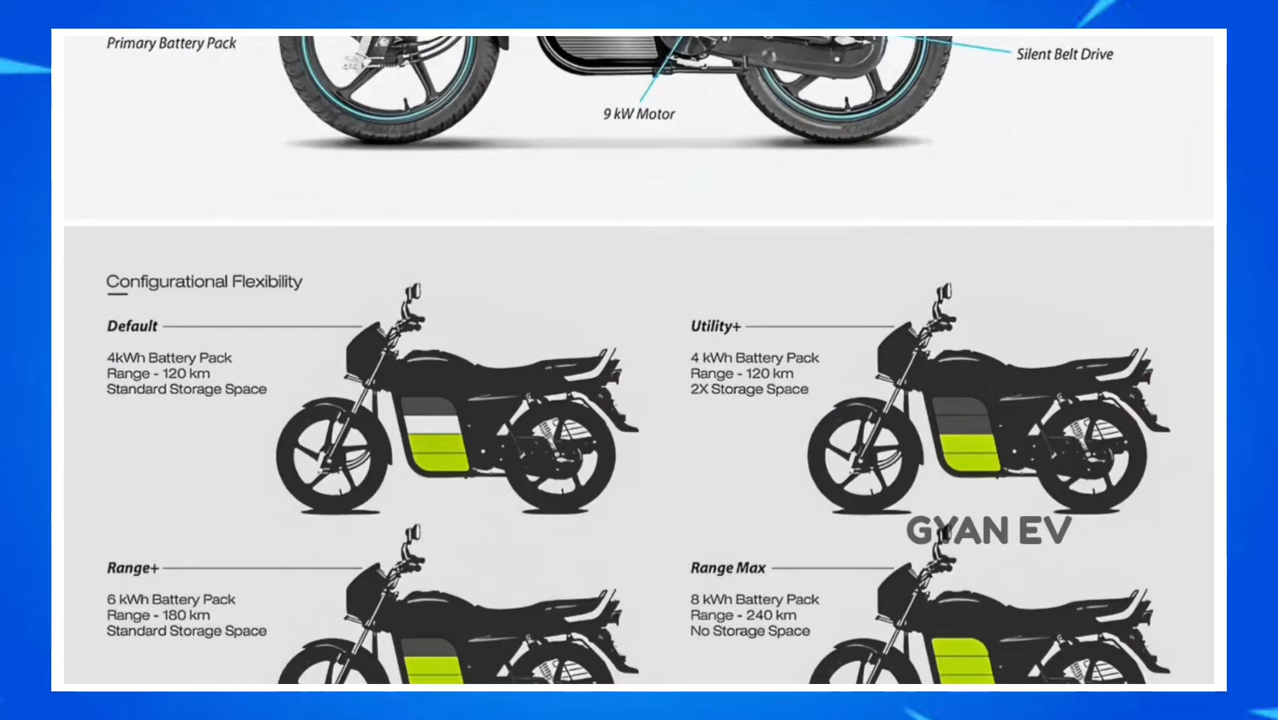 Primary Battery Pack
Silent Belt Drive
9 kW Motor
Configurational Flexibility
Default
4kWh Battery Pack
Range - 120 km
Standard Storage Space
Utility+
4 kWh Battery Pack
Range - 120 km
2X Storage Space
GYAN EV
Range+
6 kWh Battery Pack
Range - 180 km
Standard Storage Space
Range Max
8 kWh Battery Pack
Range - 240 km
No Storage Space